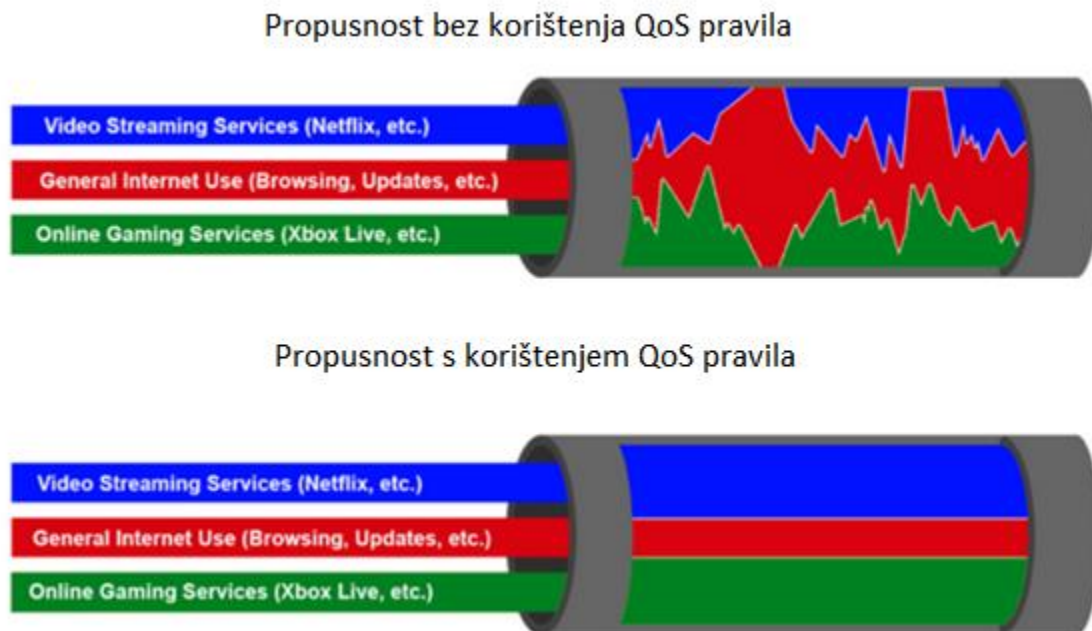 Propusnost bez korištenja QoS pravila
Video Streaming Services (Netflix, etc.)
General Internet Use (Browsing, Updates, etc.)
Online Gaming Services (Xbox Live, etc.)
Propusnost s korištenjem QoS pravila
Video Streaming Services (Netflix, etc.)
General Internet Use (Browsing, Updates, etc.)
Online Gaming Services (Xbox Live, etc.)